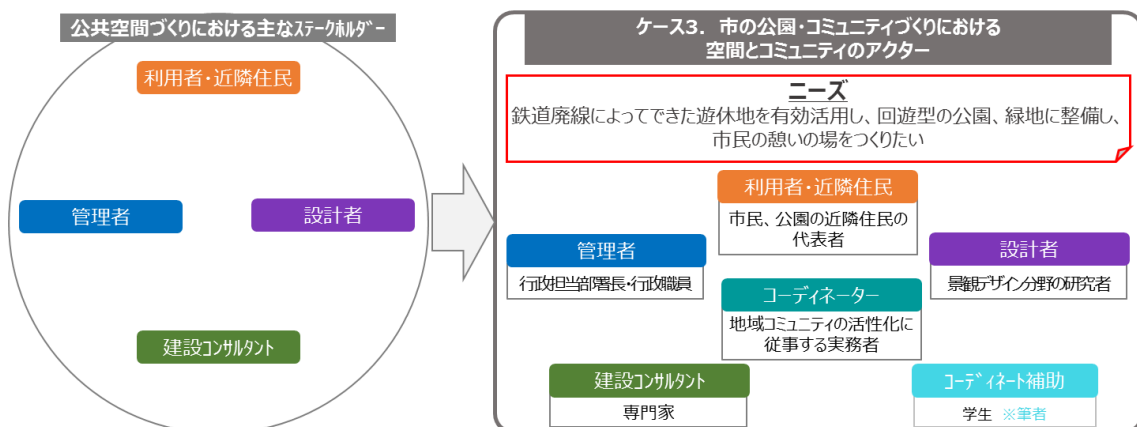 公共空間づくりにおける主なｽﾃｰｸﾎﾙﾀﾞｰ
利用者・近隣住民
管理者
設計者
建設ｺﾝｻﾙﾀﾝﾄ
ケース3．市の公園・コミュニティづくりにおける
空間とコミュニティのアクター
ニーズ
鉄道廃線によってできた遊休地を有効活用し、回遊型の公園、緑地に整備し、
市民の憩いの場をつくりたい
利用者・近隣住民
市民、公園の近隣住民の
代表者
管理者
行政担当部署長・行政職員
設計者
景観デザイン分野の研究者
コーディネーター
地域コミュニティの活性化に
従事する実務者
建設ｺﾝｻﾙﾀﾝﾄ
専門家
ｺｰﾃﾞｨﾈｰﾄ補助
学生 ※筆者